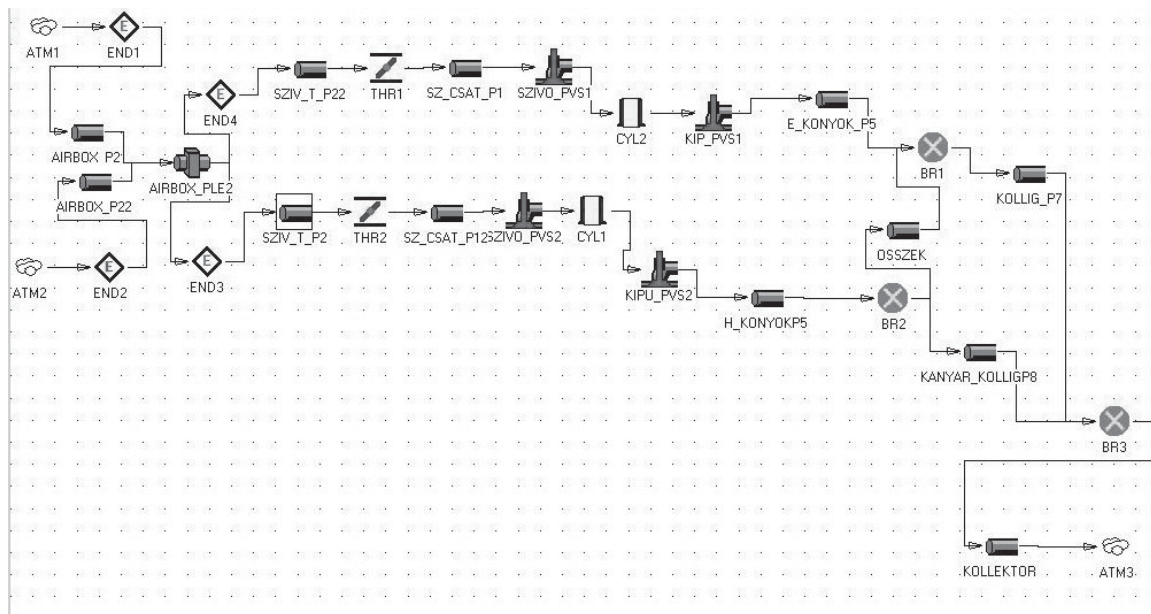 ATM1
END1
END4
SZIV_T_P22
THR1
SZ_CSAT_P1
SZIVO_PVS1
CYL2
KIP_PVS1
E_KONYOK_P5
BR1
KOLLIG_P7
AIRBOX_P2
AIRBOX_PLE2
AIRBOX_P22
ATM2
END2
END3
SZIV_T_P2
THR2
SZ_CSAT_P12
SZIVO_PVS2
CYL1
KIPU_PVS2
H_KONYOKP5
BR2
OSSZEK
KANYAR_KOLLIGP8
BR3
KOLLEKTOR
ATM3
E
E
E
E